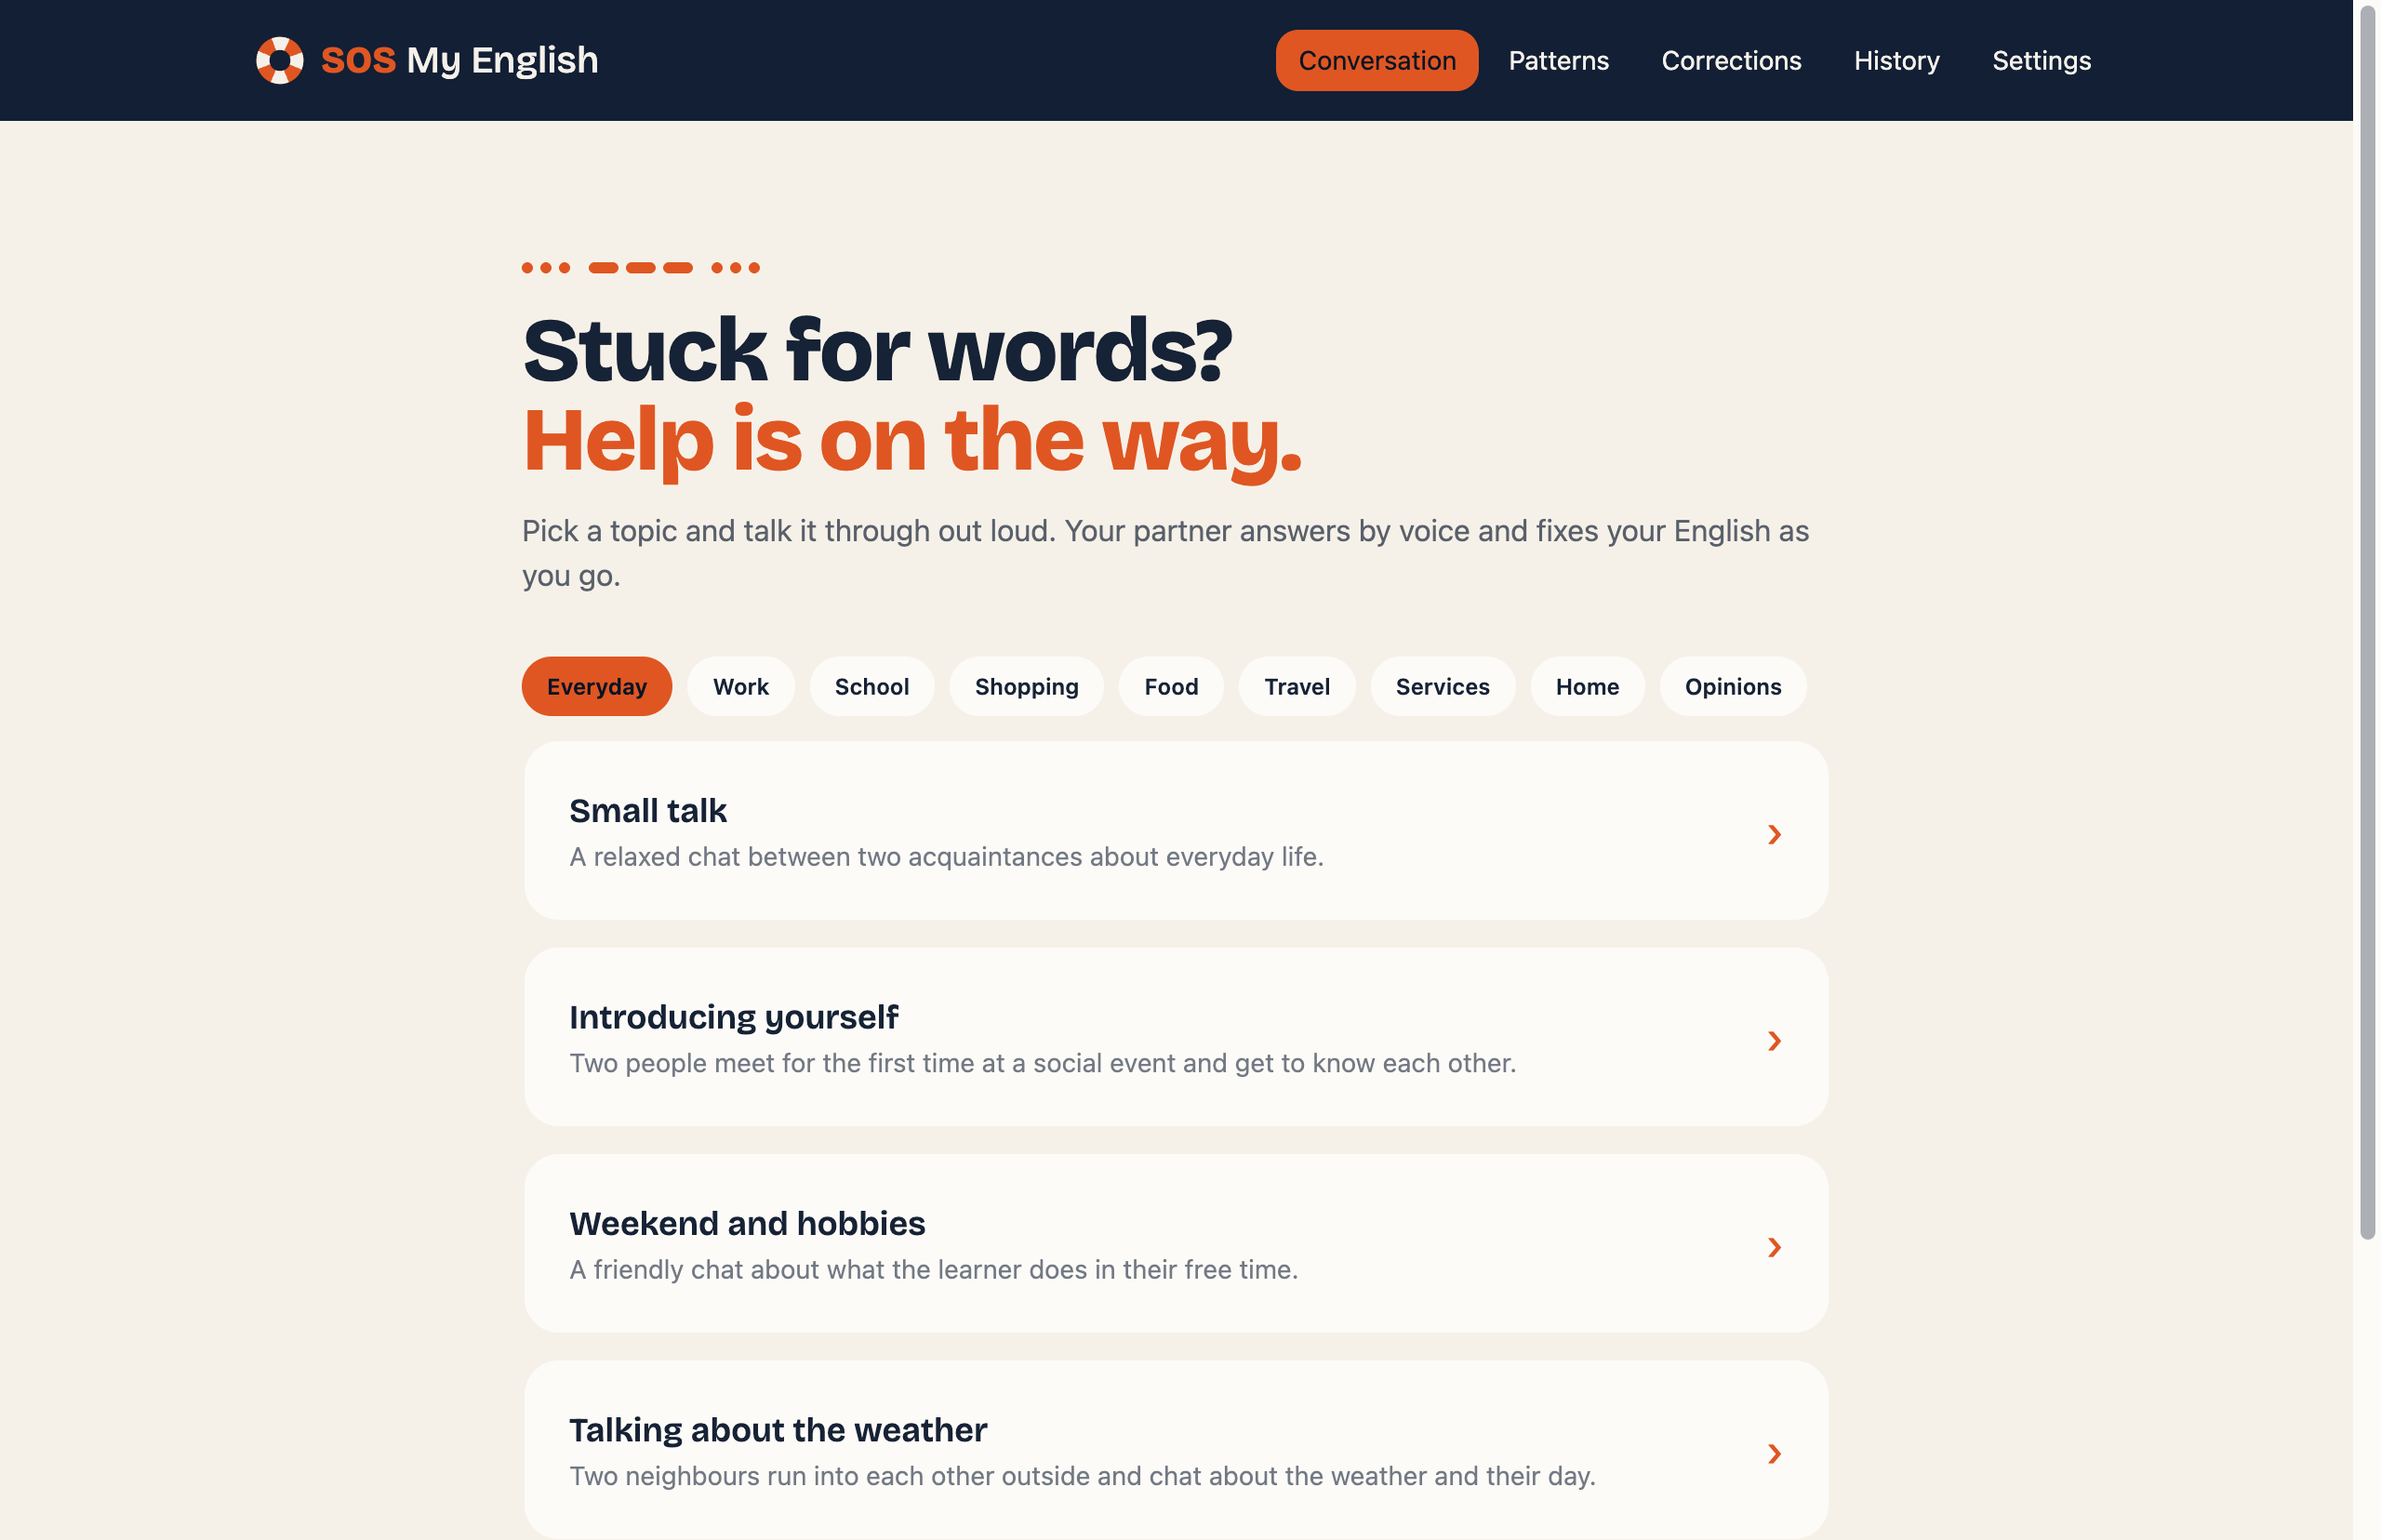 SOS My English
Conversation
Patterns
Corrections
History
Settings
Stuck for words?
Help is on the way.
Pick a topic and talk it through out loud. Your partner answers by voice and fixes your English as
you go.
Everyday
Work
School
Shopping
Food
Travel
Services
Home
Opinions
Small talk
A relaxed chat between two acquaintances about everyday life.
Introducing yourself
Two people meet for the first time at a social event and get to know each other.
Weekend and hobbies
A friendly chat about what the learner does in their free time.
Talking about the weather
Two neighbours run into each other outside and chat about the weather and their day.